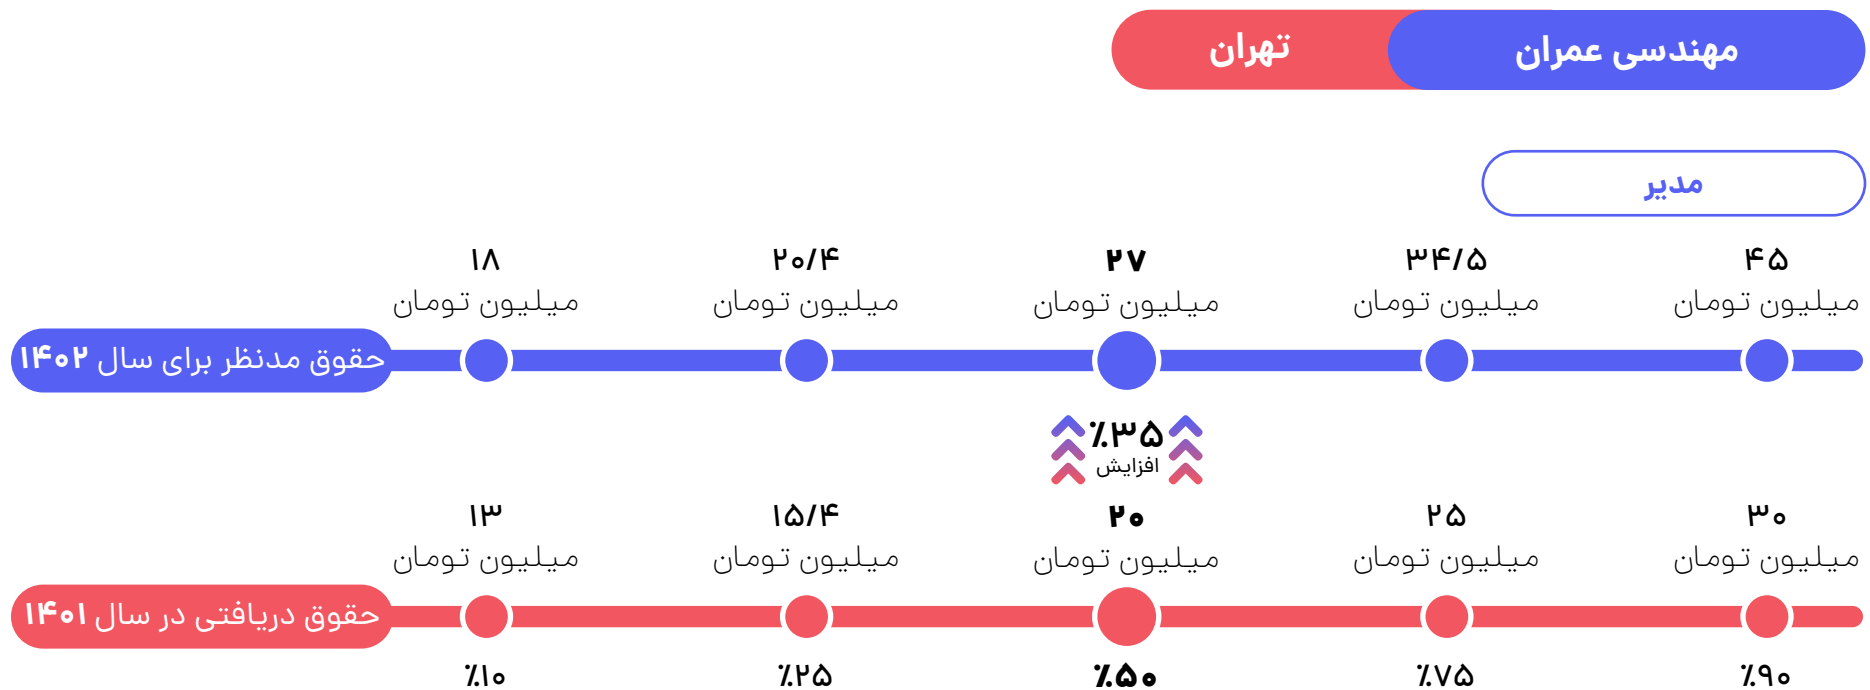 مهندسی عمران
تهران
مدیر
۱۸
میلیون تومان
۲۰/۴
میلیون تومان
۲۷
میلیون تومان
۳۴/۵
میلیون تومان
۴۵
میلیون تومان
حقوق مدنظر برای سال ۱۴۰۲
٪۳۵
افزایش
۱۳
میلیون تومان
۱۵/۴
میلیون تومان
۲۰
میلیون تومان
۲۵
میلیون تومان
۳۰
میلیون تومان
حقوق دریافتی در سال ۱۴۰۱
٪۱۰
٪۲۵
٪۵۰
٪۷۵
٪۹۰